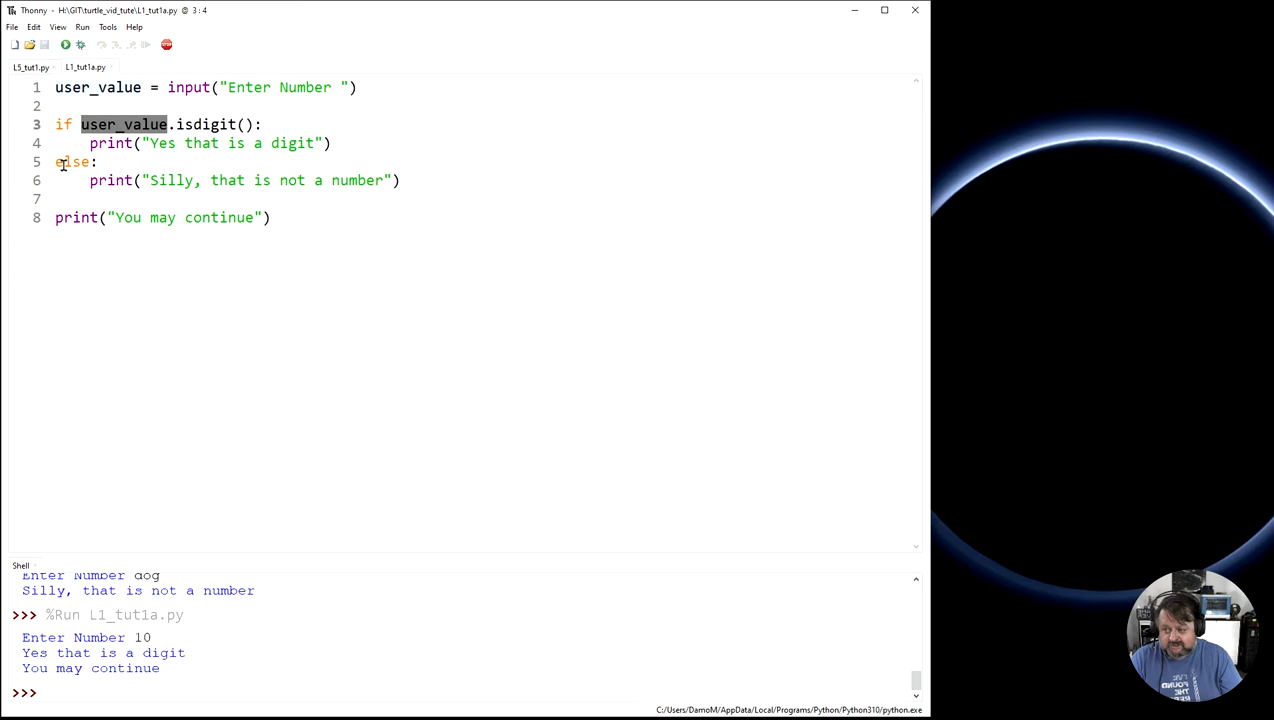 Thonny - H:\GIT\turtle_vid_tute\L1_tut1a.py @ 3:4
File Edit View Run Tools Help
STOP
L5_tut1.py L1_tut1a.py
1 user_value = input("Enter Number ")
2
3 if user_value.isdigit():
4 print("Yes that is a digit")
5 else:
6 print("Silly, that is not a number")
7
8 print("You may continue")
Shell
Enter Number dog
Silly, that is not a number
>>> %Run L1_tut1a.py
Enter Number 10
Yes that is a digit
You may continue
>>>
C:/Users/DamoM/AppData/Local/Programs/Python/Python310/python.exe
I'VE
FOUND
THE